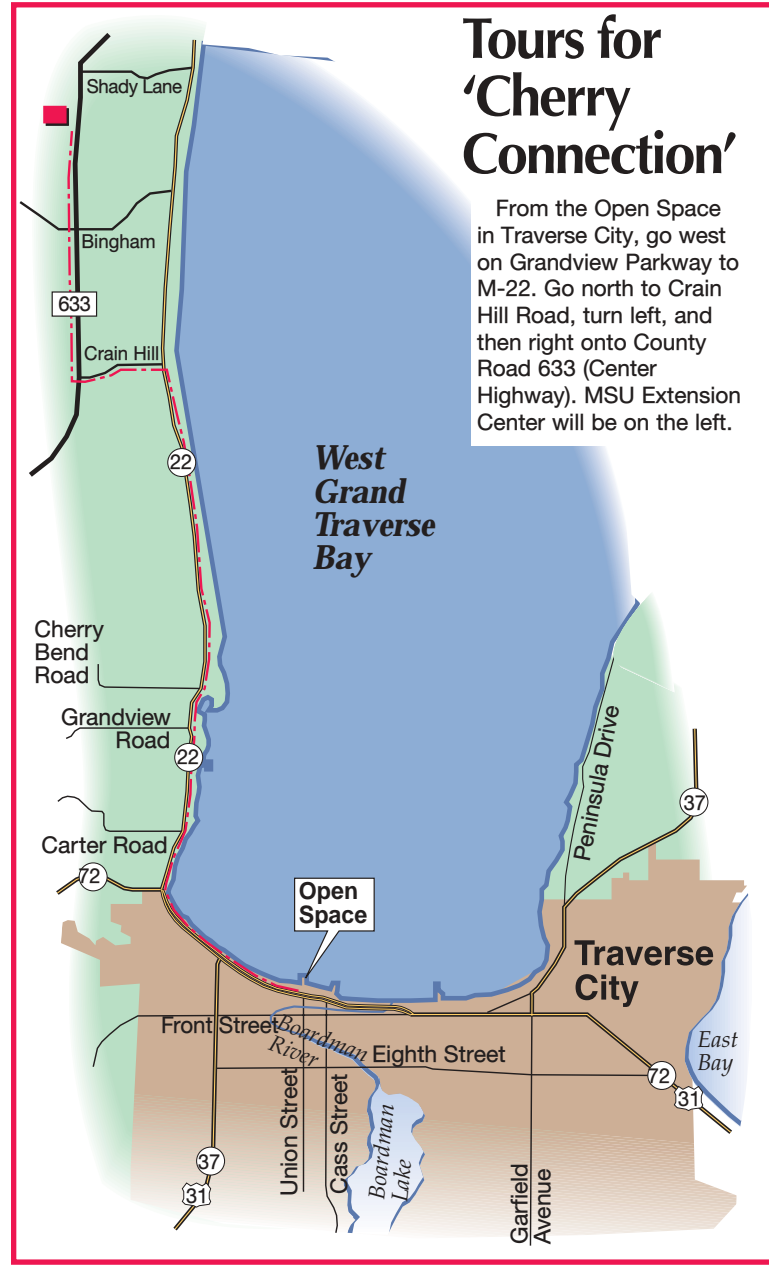 Tours for
‘Cherry
Connection’
From the Open Space
in Traverse City, go west
on Grandview Parkway to
M-22. Go north to Crain
Hill Road, turn left, and
then right onto County
Road 633 (Center
Highway). MSU Extension
Center will be on the left.
Shady Lane
Bingham
633
Crain Hill
22
West
Grand
Traverse
Bay
Cherry
Bend
Road
Grandview
Road
22
Carter Road
72
Peninsula Drive
37
Open
Space
Traverse
City
Front Street
Boardman
River
Eighth Street
East
Bay
72
31
Union Street
Cass Street
Boardman
Lake
Garfield
Avenue
37
31